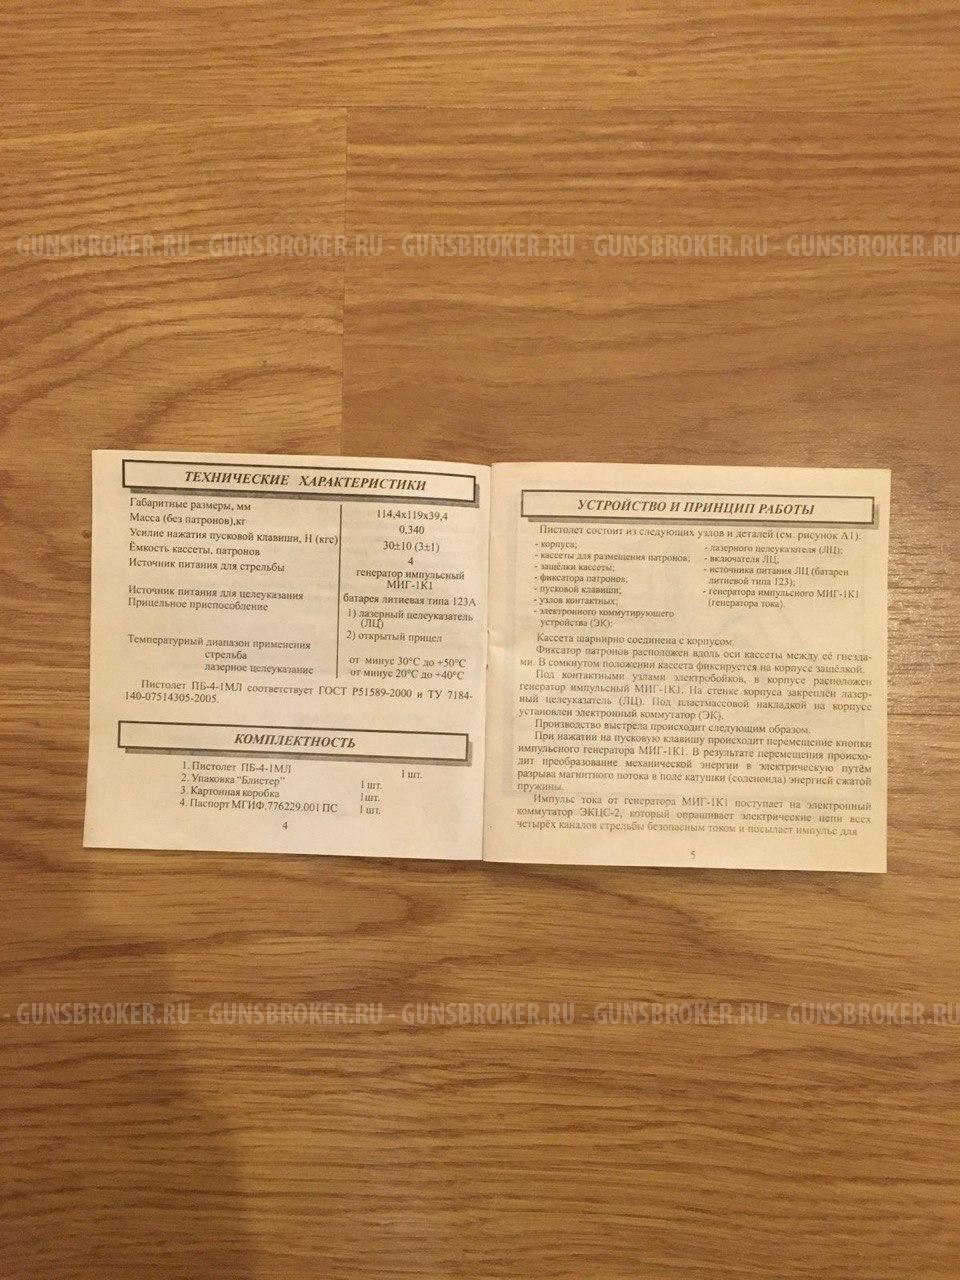 GUNSBROKER.RU - GUNSBROKER.RU - GUNSBROKER.RU - GUNSBROKER.RU - GUNSBROKER.RU
ТЕХНИЧЕСКИЕ ХАРАКТЕРИСТИКИ
Габаритные размеры, мм 114,4х119х39,4
Масса (без патронов),кг 0,340
Усилие нажатия пусковой клавиши, Н (кгс) 30±10 (3±1)
Ёмкость кассеты, патронов 4
Источник питания для стрельбы генератор импульсный
МИГ-1К1
Источник питания для целеуказания батарея литиевая типа 123А
Прицельное приспособление 1) лазерный целеуказатель
(ЛЦ)
2) открытый прицел
Температурный диапазон применения
стрельба от минус 30°С до +50°С
лазерное целеуказание от минус 20°С до +40°С
Пистолет ПБ-4-1МЛ соответствует ГОСТ Р51589-2000 и ТУ 7184-
140-07514305-2005.
КОМПЛЕКТНОСТЬ
1. Пистолет ПБ-4-1МЛ 1 шт.
2. Упаковка “Блистер” 1 шт.
3. Картонная коробка 1шт.
4. Паспорт МГИФ.776229.001 ПС 1 шт.
4
УСТРОЙСТВО И ПРИНЦИП РАБОТЫ
Пистолет состоит из следующих узлов и деталей (см. рисунок А1):
- корпуса;
- кассеты для размещения патронов;
- защёлки кассеты;
- фиксатора патронов;
- пусковой клавиши;
- узлов контактных;
- электронного коммутирующего
устройства (ЭК);
- лазерного целеуказателя (ЛЦ);
- включателя ЛЦ;
- источника питания ЛЦ (батареи
литиевой типа 123);
- генератора импульсного МИГ-1К1
(генератора тока).
Кассета шарнирно соединена с корпусом.
Фиксатор патронов расположен вдоль оси кассеты между её гнезда-
ми. В сомкнутом положении кассета фиксируется на корпусе защёлкой.
Под контактными узлами электробойков, в корпусе расположен
генератор импульсный МИГ-1К1. На стенке корпуса закреплён лазер-
ный целеуказатель (ЛЦ). Под пластмассовой накладкой на корпусе
установлен электронный коммутатор (ЭК).
Производство выстрела происходит следующим образом.
При нажатии на пусковую клавишу происходит перемещение кнопки
импульсного генератора МИГ-1К1. В результате перемещения происхо-
дит преобразование механической энергии в электрическую путём
разрыва магнитного потока в поле катушки (соленоида) энергией сжатой
пружины.
Импульс тока от генератора МИГ-1К1 поступает на электронный
коммутатор ЭКЦС-2, который опрашивает электрические цепи всех
четырёх каналов стрельбы безопасным током и посылает импульс для
5
- GUNSBROKER.RU - GUNSBROKER.RU - GUNSBROKER.RU - GUNSBROKER.RU - GUNSBROKER.RU